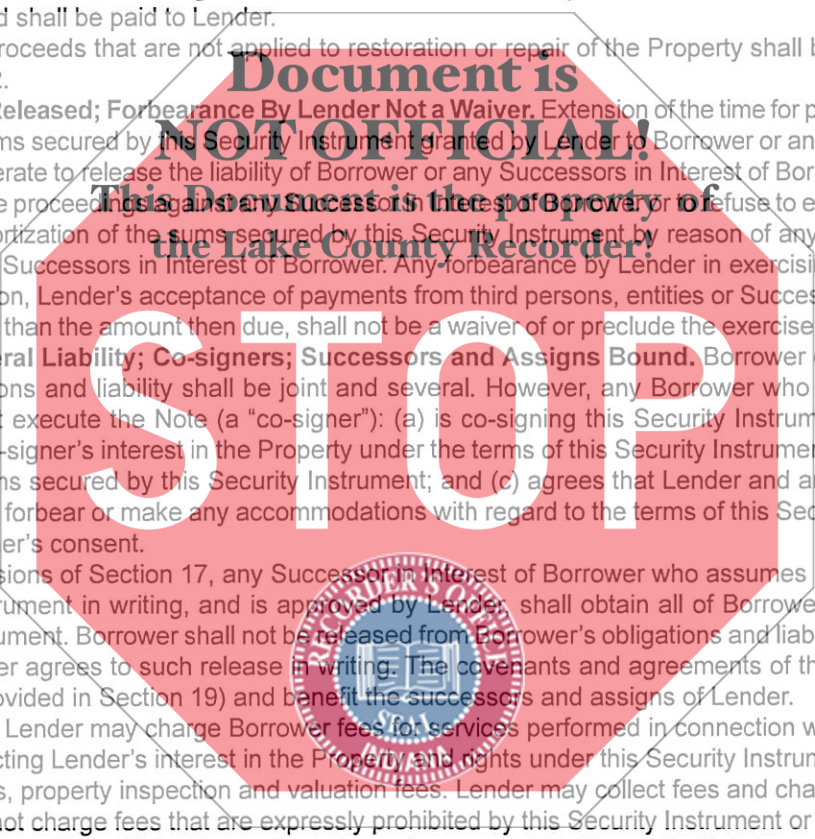 d shall be paid to Lender.
roceeds that are not applied to restoration or repair of the Property shall b
2.
Document is
Released; Forbearance By Lender Not a Waiver. Extension of the time for p
NOT OFFICIAL!
ms secured by this Security Instrument granted by Lender to Borrower or an
erate to release the liability of Borrower or any Successors in Interest of Bor
This Document is the property of
e proceedings against any Successor in Interest of Borrower or to refuse to e
ortization of the sums secured by this Security Instrument by reason of any
the Lake County Recorder!
Successors in Interest of Borrower. Any forbearance by Lender in exercisi
on, Lender's acceptance of payments from third persons, entities or Succes
than the amount then due, shall not be a waiver of or preclude the exercise
STOP
eral Liability; Co-signers; Successors and Assigns Bound. Borrower
ons and liability shall be joint and several. However, any Borrower who
t execute the Note (a “co-signer”): (a) is co-signing this Security Instrum
-signer's interest in the Property under the terms of this Security Instrumen
ms secured by this Security Instrument; and (c) agrees that Lender and a
forbear or make any accommodations with regard to the terms of this Sec
er's consent.
sions of Section 17, any Successor in Interest of Borrower who assumes
rument in writing, and is approved by Lender, shall obtain all of Borrowe
ument. Borrower shall not be released from Borrower's obligations and liab
er agrees to such release in writing. The covenants and agreements of th
ovided in Section 19) and benefit the successors and assigns of Lender.
Lender may charge Borrower fees for services performed in connection w
cting Lender's interest in the Property and rights under this Security Instrum
s, property inspection and valuation fees. Lender may collect fees and cha
not charge fees that are expressly prohibited by this Security Instrument or
RECORDER'S OFFICE
SEAL
INDIANA